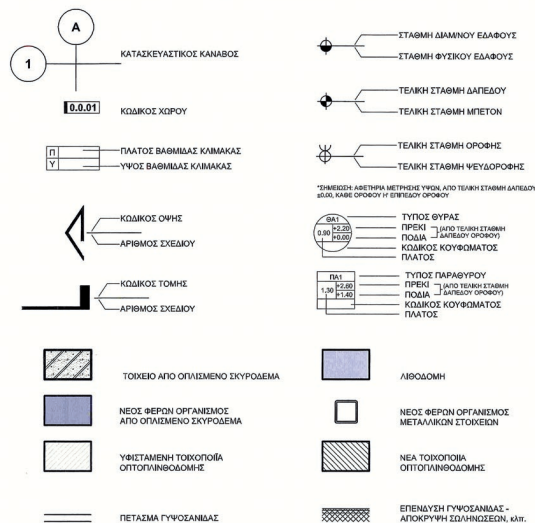 Α
1
ΚΑΤΑΣΚΕΥΑΣΤΙΚΟΣ ΚΑΝΑΒΟΣ
0.0.01
ΚΩΔΙΚΟΣ ΧΩΡΟΥ
Π
Υ
ΠΛΑΤΟΣ ΒΑΘΜΙΔΑΣ ΚΛΙΜΑΚΑΣ
ΥΨΟΣ ΒΑΘΜΙΔΑΣ ΚΛΙΜΑΚΑΣ
ΚΩΔΙΚΟΣ ΟΨΗΣ
ΑΡΙΘΜΟΣ ΣΧΕΔΙΟΥ
ΚΩΔΙΚΟΣ ΤΟΜΗΣ
ΑΡΙΘΜΟΣ ΣΧΕΔΙΟΥ
ΣΤΑΘΜΗ ΔΙΑΜ/ΝΟΥ ΕΔΑΦΟΥΣ
ΣΤΑΘΜΗ ΦΥΣΙΚΟΥ ΕΔΑΦΟΥΣ
ΤΕΛΙΚΗ ΣΤΑΘΜΗ ΔΑΠΕΔΟΥ
ΤΕΛΙΚΗ ΣΤΑΘΜΗ ΜΠΕΤΟΝ
ΤΕΛΙΚΗ ΣΤΑΘΜΗ ΟΡΟΦΗΣ
ΤΕΛΙΚΗ ΣΤΑΘΜΗ ΨΕΥΔΟΡΟΦΗΣ
*ΣΗΜΕΙΩΣΗ: ΑΦΕΤΗΡΙΑ ΜΕΤΡΗΣΗΣ ΥΨΩΝ, ΑΠΟ ΤΕΛΙΚΗ ΣΤΑΘΜΗ ΔΑΠΕΔΟΥ
±0.00, ΚΑΘΕ ΟΡΟΦΟΥ Η' ΕΠΙΠΕΔΟΥ ΟΡΟΦΟΥ
ΘΑ1
0.90
+2.20
+0.00
ΤΥΠΟΣ ΘΥΡΑΣ
ΠΡΕΚΙ (ΑΠΟ ΤΕΛΙΚΗ ΣΤΑΘΜΗ
ΠΟΔΙΑ ΔΑΠΕΔΟΥ ΟΡΟΦΟΥ)
ΚΩΔΙΚΟΣ ΚΟΥΦΩΜΑΤΟΣ
ΠΛΑΤΟΣ
ΠΑ1
1.30
+2.60
+1.40
ΤΥΠΟΣ ΠΑΡΑΘΥΡΟΥ
ΠΡΕΚΙ (ΑΠΟ ΤΕΛΙΚΗ ΣΤΑΘΜΗ
ΠΟΔΙΑ ΔΑΠΕΔΟΥ ΟΡΟΦΟΥ)
ΚΩΔΙΚΟΣ ΚΟΥΦΩΜΑΤΟΣ
ΠΛΑΤΟΣ
ΤΟΙΧΕΙΟ ΑΠΟ ΟΠΛΙΣΜΕΝΟ ΣΚΥΡΟΔΕΜΑ
ΝΕΟΣ ΦΕΡΩΝ ΟΡΓΑΝΙΣΜΟΣ
ΑΠΟ ΟΠΛΙΣΜΕΝΟ ΣΚΥΡΟΔΕΜΑ
ΥΦΙΣΤΑΜΕΝΗ ΤΟΙΧΟΠΟΙΪΑ
ΟΠΤΟΠΛΙΝΘΟΔΟΜΗΣ
ΠΕΤΑΣΜΑ ΓΥΨΟΣΑΝΙΔΑΣ
ΛΙΘΟΔΟΜΗ
ΝΕΟΣ ΦΕΡΩΝ ΟΡΓΑΝΙΣΜΟΣ
ΜΕΤΑΛΛΙΚΩΝ ΣΤΟΙΧΕΙΩΝ
ΝΕΑ ΤΟΙΧΟΠΟΙΙΑ
ΟΠΤΟΠΛΙΝΘΟΔΟΜΗΣ
ΕΠΕΝΔΥΣΗ ΓΥΨΟΣΑΝΙΔΑΣ -
ΑΠΟΚΡΥΨΗ ΣΩΛΗΝΩΣΕΩΝ, κλπ.